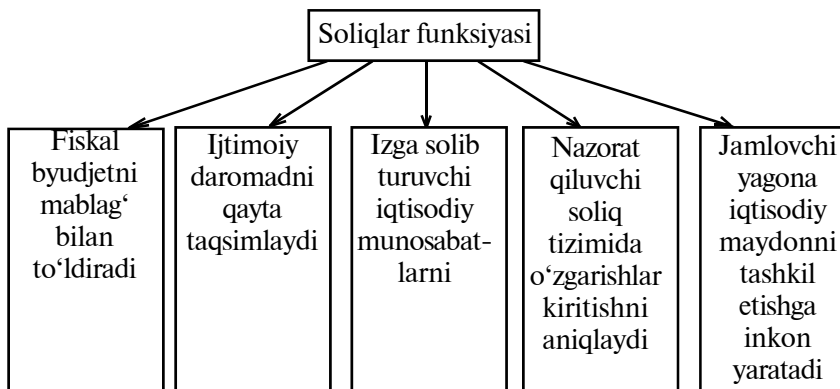 Soliqlar funksiyasi
Fiskal
byudjetni
mablag‘
bilan
to‘ldiradi
Ijtimoiy
daromadni
qayta
taqsimlaydi
Izga solib
turuvchi
iqtisodiy
munosabat-
larni
Nazorat
qiluvchi
soliq
tizimida
o‘zgarishlar
kiritishni
aniqlaydi
Jamlovchi
yagona
iqtisodiy
maydonni
tashkil
etishga
inkon
yaratadi